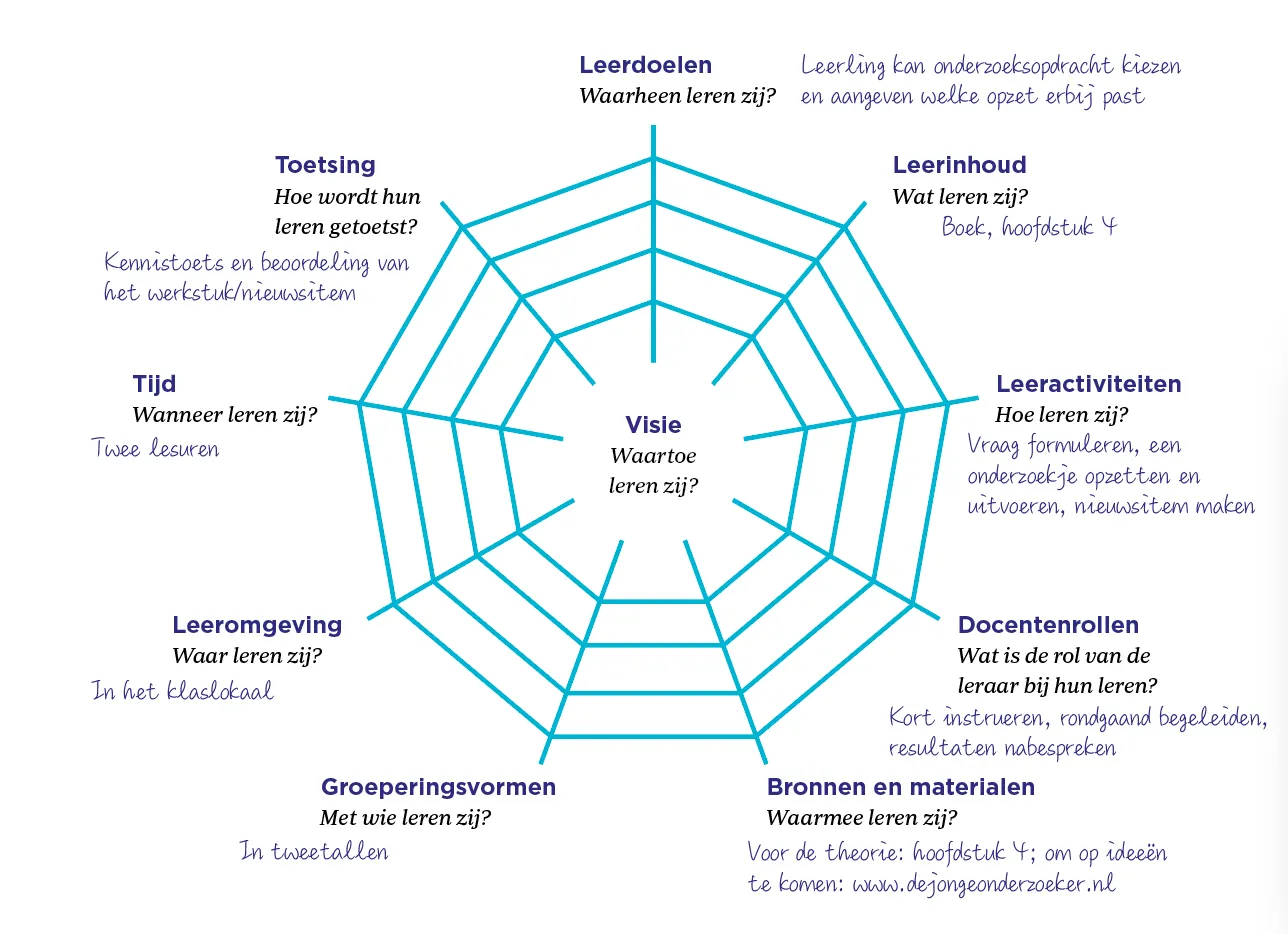 Leerdoelen
Waarheen leren zij?
Leerling kan onderzoeksopdracht kiezen
en aangeven welke opzet erbij past
Toetsing
Hoe wordt hun
leren getoetst?
Kennistoets en beoordeling van
het werkstuk/nieuwsitem
Leerinhoud
Wat leren zij?
Boek, hoofdstuk 4
Tijd
Wanneer leren zij?
Twee lesuren
Visie
Waartoe
leren zij?
Leeractiviteiten
Hoe leren zij?
Vraag formuleren, een
onderzoekje opzetten en
uitvoeren, nieuwsitem maken
Leeromgeving
Waar leren zij?
In het klaslokaal
Docentenrollen
Wat is de rol van de
leraar bij hun leren?
Kort instrueren, rondgaand begeleiden,
resultaten nabespreken
Groeperingsvormen
Met wie leren zij?
In tweetallen
Bronnen en materialen
Waarmee leren zij?
Voor de theorie: hoofdstuk 4; om op ideeën
te komen: www.dejongeonderzoeker.nl